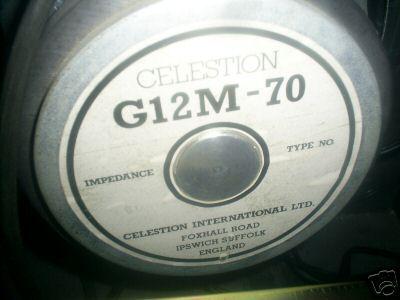 CELESTION
G12M-70
IMPEDANCE
TYPE NO.
CELESTION INTERNATIONAL LTD.
FOXHALL ROAD
IPSWICH SUFFOLK
ENGLAND